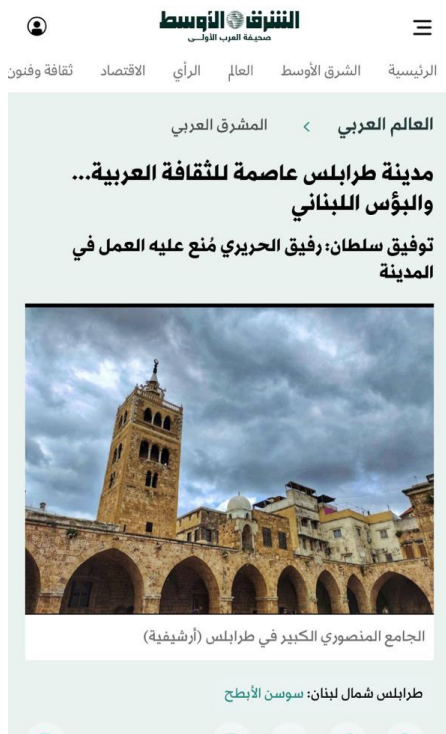 الشرق الأوسط
صحيفة العرب الأولى
الرئيسية
الشرق الأوسط
العالم
الرأي
الاقتصاد
ثقافة وفنون
العالم العربي
المشرق العربي
مدينة طرابلس عاصمة للثقافة العربية...
والبؤس اللبناني
توفيق سلطان: رفيق الحريري مُنع عليه العمل في
المدينة
الجامع المنصوري الكبير في طرابلس (أرشيفية)
طرابلس شمال لبنان: سوسن الأبطح